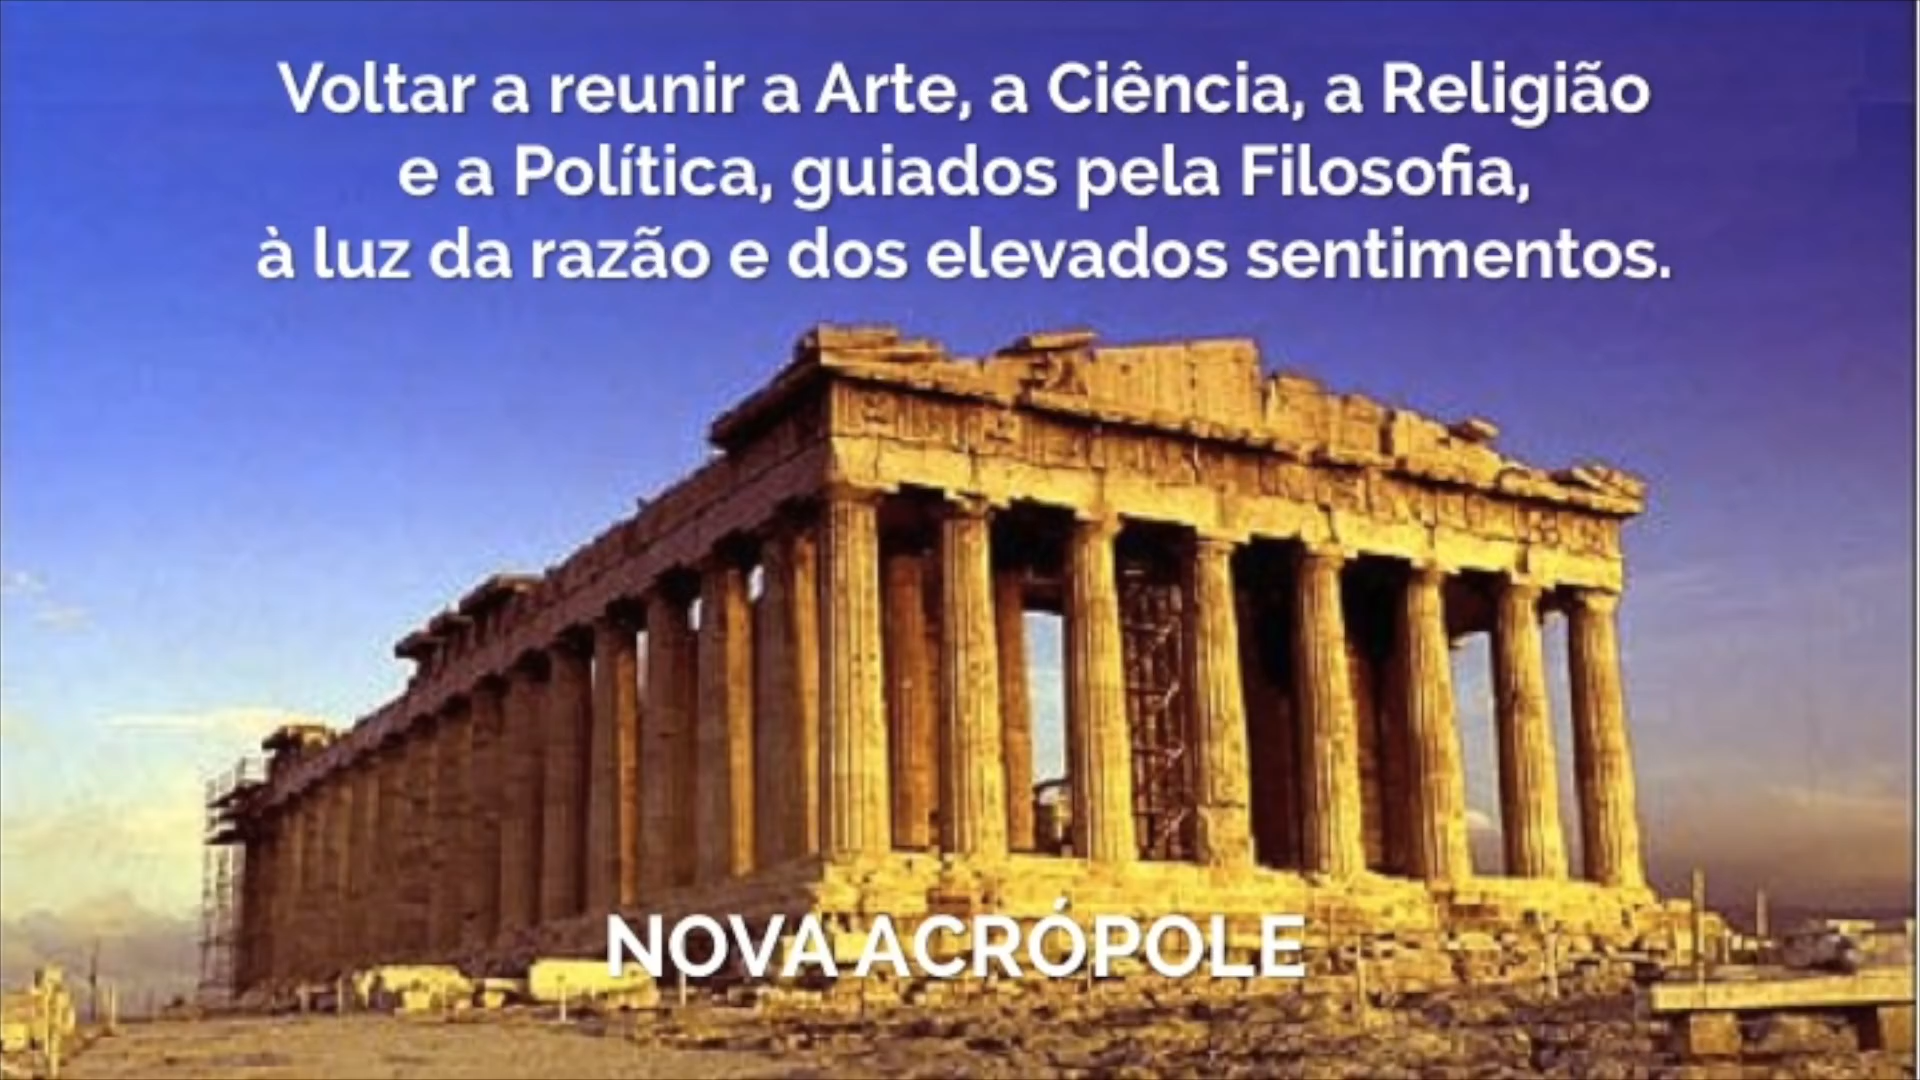 Voltar a reunir a Arte, a Ciência, a Religião
e a Política, guiados pela Filosofia,
à luz da razão e dos elevados sentimentos.
NOVA ACRÓPOLE